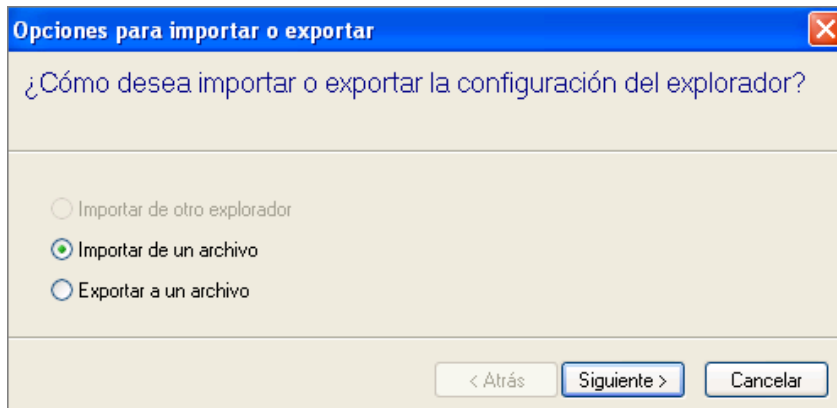 Opciones para importar o exportar
¿Cómo desea importar o exportar la configuración del explorador?
Importar de otro explorador
Importar de un archivo
Exportar a un archivo
< Atrás Siguiente > Cancelar